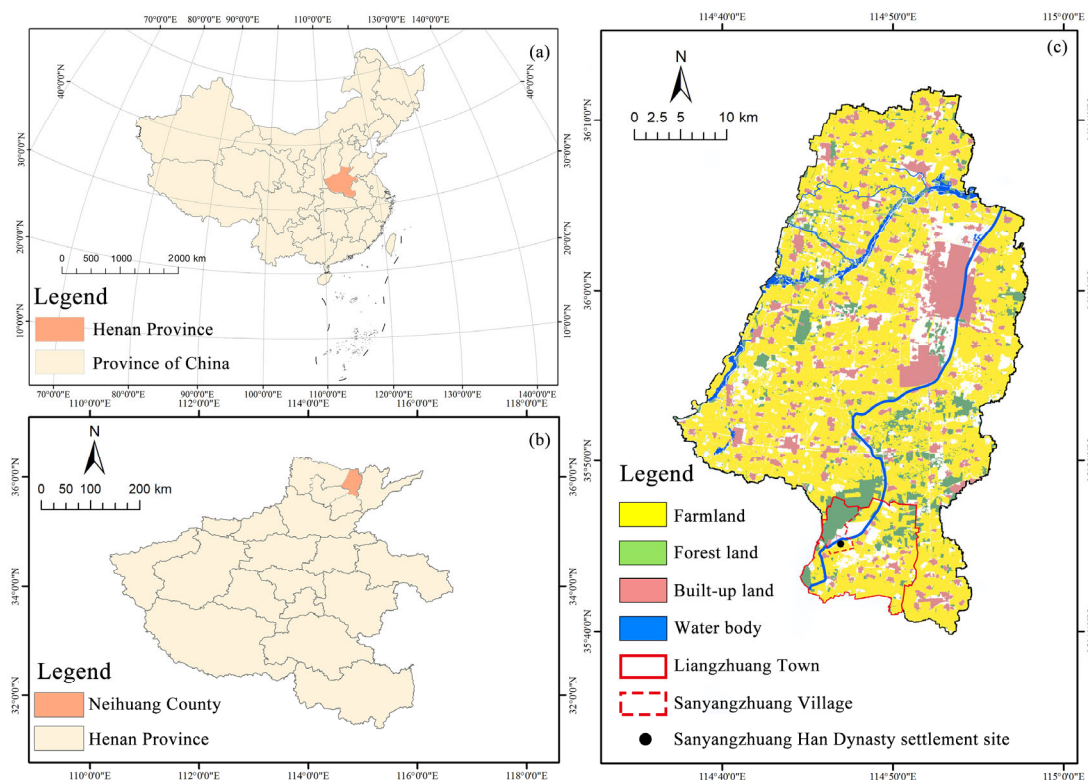 70°0'0"E 80°0'0"E 90°0'0"E 100°0'0"E 110°0'0"E 120°0'0"E 130°0'0"E 140°0'0"E
(a)
N
40°0'0"N
30°0'0"N
20°0'0"N
10°0'0"N
40°0'0"N
30°0'0"N
20°0'0"N
10°0'0"N
0 500 1000 2000 km
Legend
Henan Province
Province of China
70°0'0"E 80°0'0"E 90°0'0"E 100°0'0"E 110°0'0"E 120°0'0"E 130°0'0"E
110°0'0"E 112°0'0"E 114°0'0"E 116°0'0"E 118°0'0"E
(b)
N
0 50 100 200 km
36°0'0"N
34°0'0"N
32°0'0"N
36°0'0"N
34°0'0"N
32°0'0"N
Legend
Neihuang County
Henan Province
110°0'0"E 112°0'0"E 114°0'0"E 116°0'0"E 118°0'0"E
114°40'0"E 114°50'0"E 115°0'0"E
(c)
N
0 2.5 5 10 km
36°10'0"N
36°0'0"N
35°50'0"N
35°40'0"N
Legend
Farmland
Forest land
Built-up land
Water body
Liangzhuang Town
Sanyangzhuang Village
Sanyangzhuang Han Dynasty settlement site
114°40'0"E 114°50'0"E 115°0'0"E